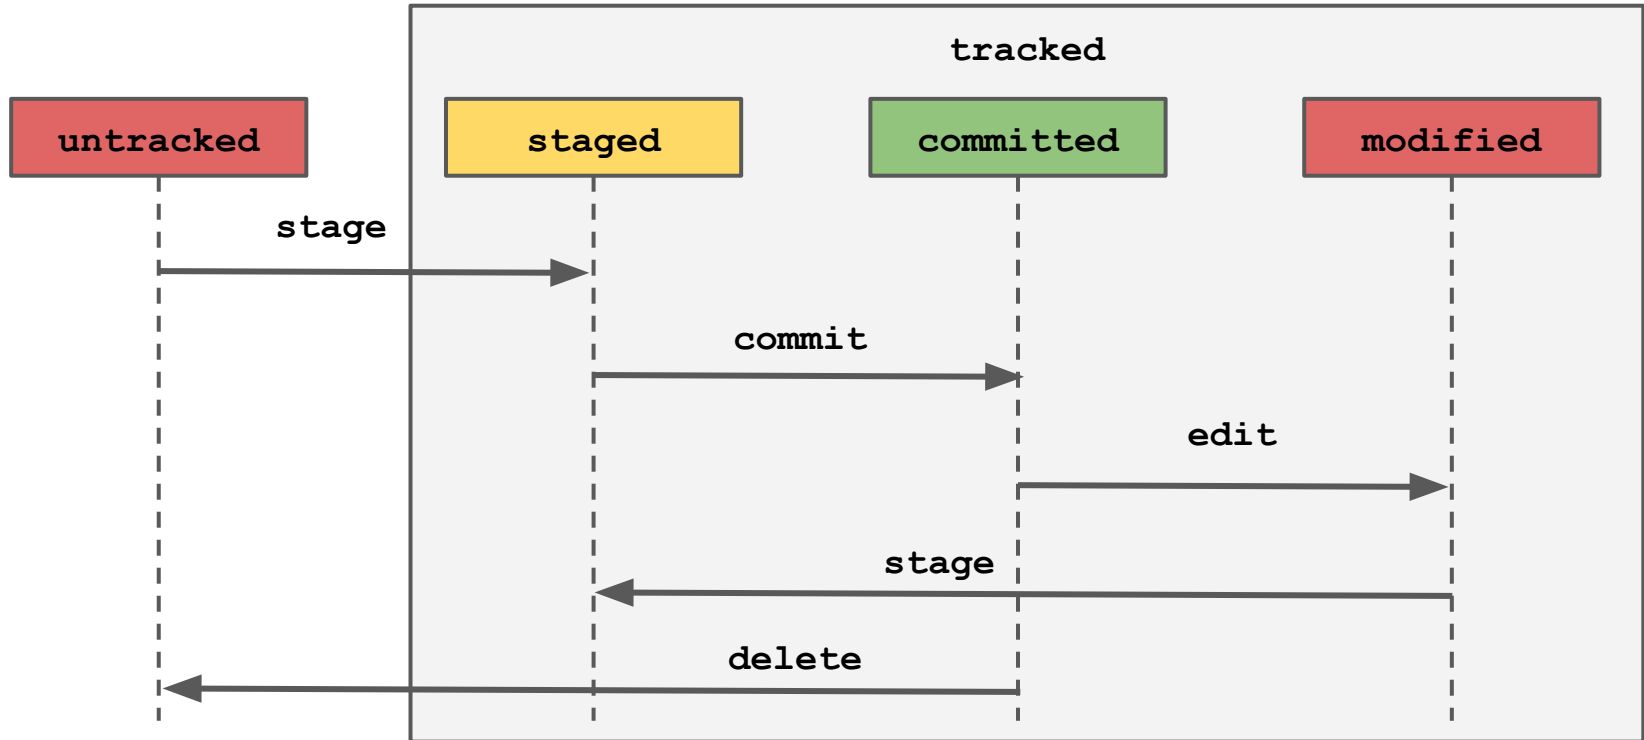 tracked
untracked
staged
committed
modified
stage
commit
edit
stage
delete